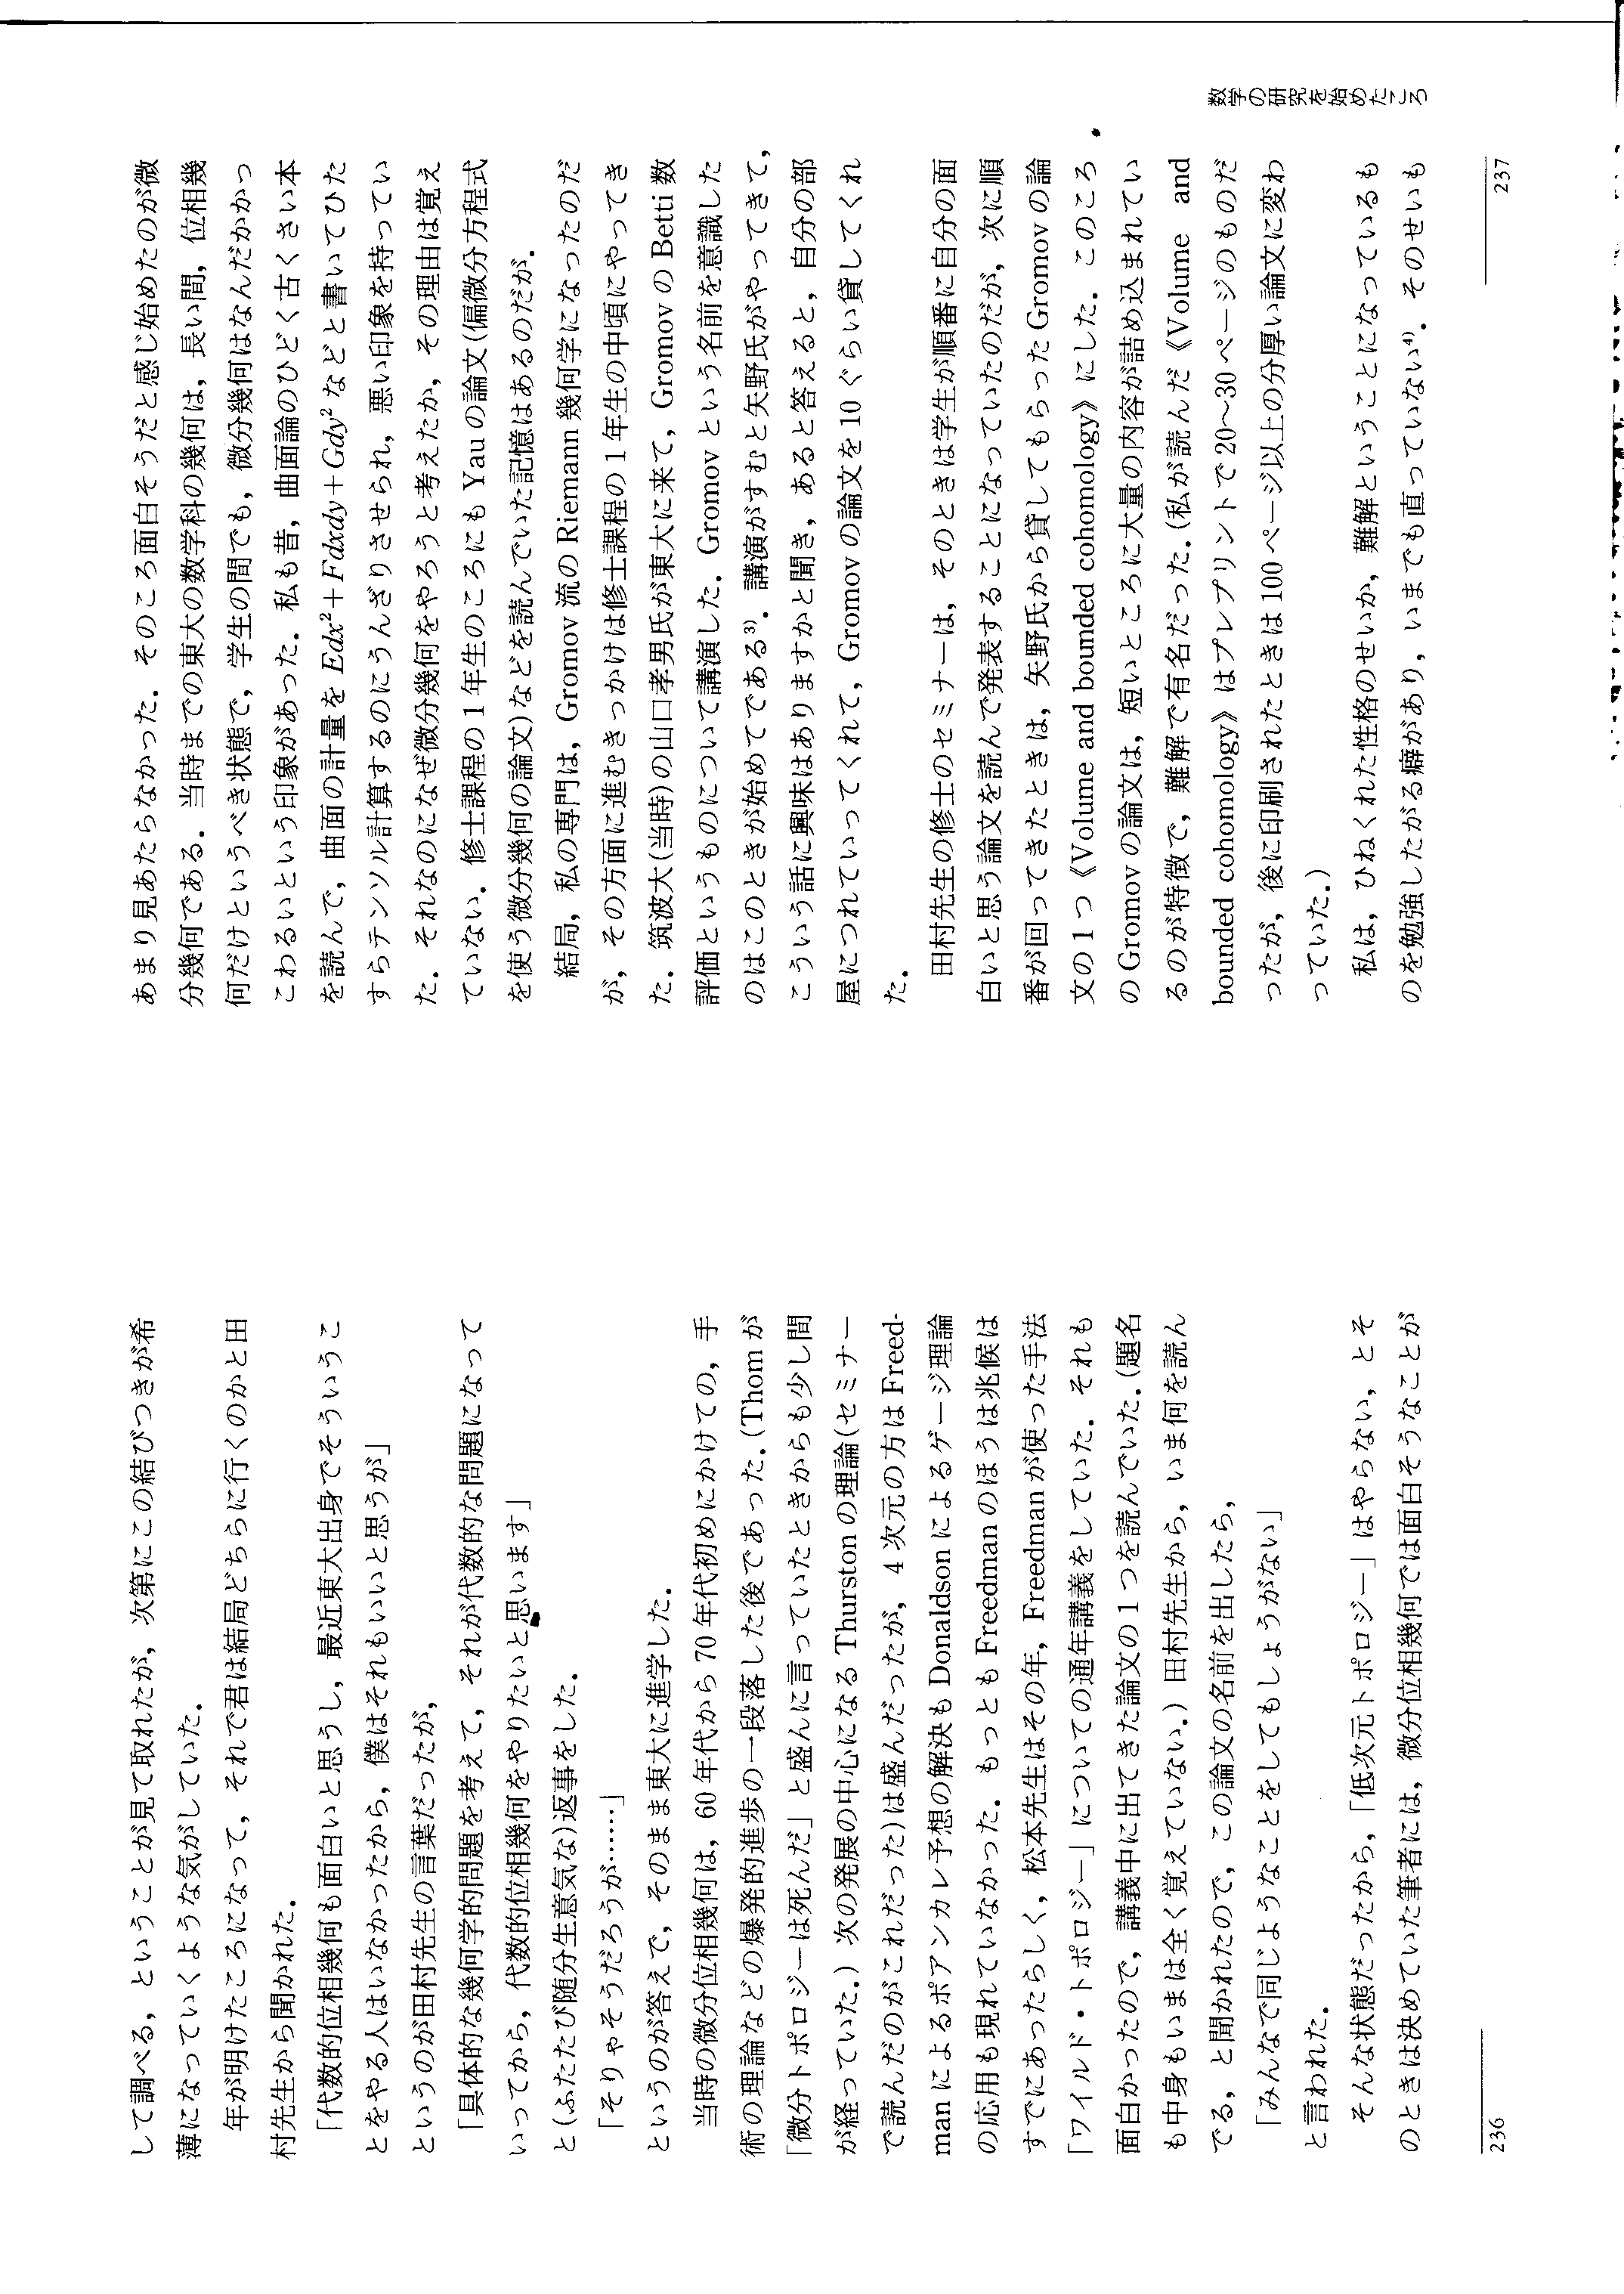 して調べる，ということが見て取れたが，次第にこの結びつきが希
薄になっていくような気がしていた．
年が明けたころになって，それで君は結局どちらに行くのかと田
村先生から聞かれた．
「代数的位相幾何も面白いと思うし，最近東大出身でそういうこ
とをやる人はいなかったから，僕はそれもいいと思うが」
というのが田村先生の言葉だったが，
「具体的な幾何学的問題を考えて，それが代数的な問題になって
いってから，代数的位相幾何をやりたいと思います」
と(ふたたび随分生意気な)返事をした．
「そりゃそうだろうが……」
というのが答えで，そのまま東大に進学した．
当時の微分位相幾何は，60年代から70年代初めにかけての，手
術の理論などの爆発的進歩の一段落した後であった．(Thomが
「微分トポロジーは死んだ」と盛んに言っていたときからも少し間
が経っていた．) 次の発展の中心になるThurstonの理論(セミナー
で読んだのがこれだった)は盛んだったが，4次元の方はFreed-
manによるポアンカレ予想の解決もDonaldsonによるゲージ理論
の応用も現れていなかった．もっともFreedmanのほうは兆候は
すでにあったらしく，松本先生はその年，Freedmanが使った手法
「ワイルド・トポロジー」についての通年講義をしていた．それも
面白かったので，講義中に出てきた論文の1つを読んでいた．(題名
も中身もいまは全く覚えていない．) 田村先生から，いま何を読ん
でる，と聞かれたので，この論文の名前を出したら，
「みんなで同じようなことをしてもしょうがない」
と言われた．
そんな状態だったから，「低次元トポロジー」はやらない，とそ
のときは決めていた筆者には，微分位相幾何では面白そうなことが
236
あまり見あたらなかった．そのころ面白そうだと感じ始めたのが微
分幾何である．当時までの東大の数学科の幾何は，長い間，位相幾
何だけというべき状態で，学生の間でも，微分幾何はなんだかかっ
こわるいという印象があった．私も昔，曲面論のひどく古くさい本
を読んで，曲面の計量を Edx²＋Fdxdy＋Gdy² などと書いてひた
すらテンソル計算するのにうんざりさせられ，悪い印象を持ってい
た．それなのになぜ微分幾何をやろうと考えたか，その理由は覚え
ていない．修士課程の1年生のころにもYauの論文(偏微分方程式
を使う微分幾何の論文)などを読んでいた記憶はあるのだが．
結局，私の専門は，Gromov流のRiemann幾何学になったのだ
が，その方面に進むきっかけは修士課程の1年生の中頃にやってき
た．筑波大(当時)の山口孝男氏が東大に来て，GromovのBetti数
評価というものについて講演した．Gromovという名前を意識した
のはこのときが始めてである³⁾．講演がすむと矢野氏がやってきて，
こういう話に興味はありますかと聞き，あると答えると，自分の部
屋につれていってくれて，Gromovの論文を10ぐらい貸してくれ
た．
田村先生の修士のセミナーは，そのときは学生が順番に自分の面
白いと思う論文を読んで発表することになっていたのだが，次に順
番が回ってきたときは，矢野氏から貸してもらったGromovの論
文の1つ《Volume and bounded cohomology》にした．このころ
のGromovの論文は，短いところに大量の内容が詰め込まれてい
るのが特徴で，難解で有名だった．(私が読んだ《Volume and
bounded cohomology》はプレプリントで20〜30ページのものだ
ったが，後に印刷されたときは100ページ以上の分厚い論文に変わ
っていた．)
私は，ひねくれた性格のせいか，難解ということになっているも
のを勉強したがる癖があり，いまでも直っていない⁴⁾．そのせいも
数学の研究を始めたころ
237